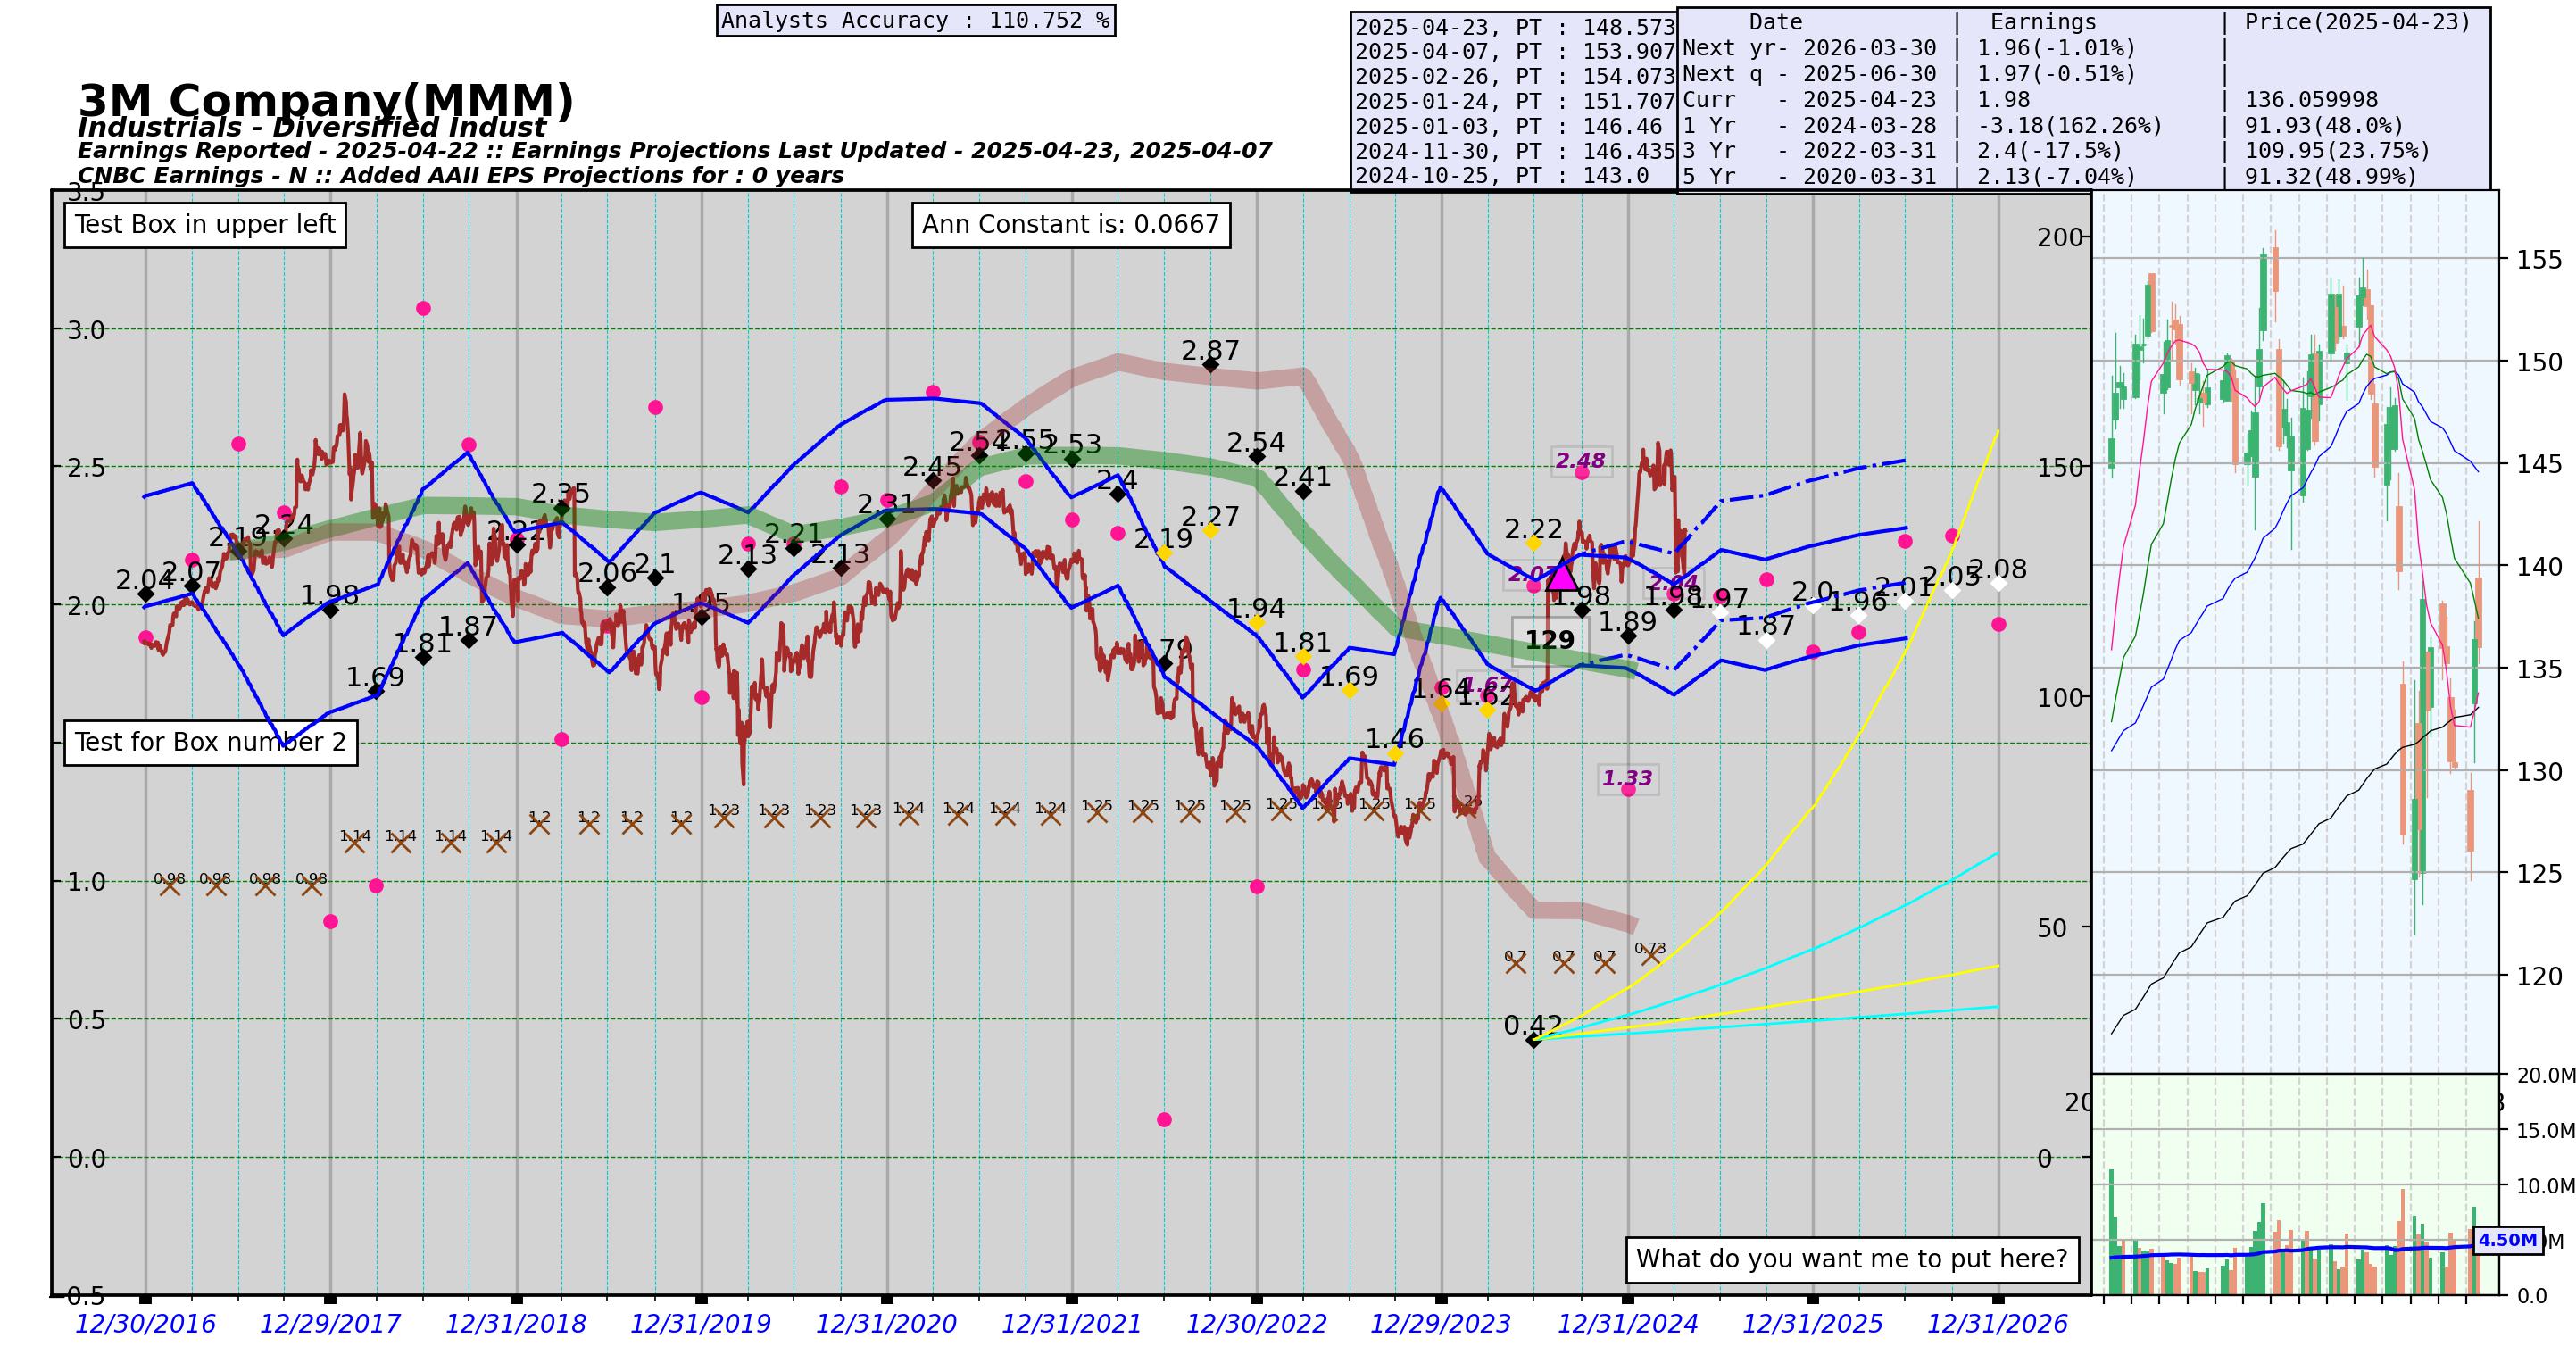 Analysts Accuracy : 110.752 %
2025-04-23, PT : 148.573
2025-04-07, PT : 153.907
2025-02-26, PT : 154.073
2025-01-24, PT : 151.707
2025-01-03, PT : 146.46
2024-11-30, PT : 146.435
2024-10-25, PT : 143.0
Date | Earnings | Price(2025-04-23)
Next yr- 2026-03-30 | 1.96(-1.01%) |
Next q - 2025-06-30 | 1.97(-0.51%) |
Curr - 2025-04-23 | 1.98 | 136.059998
1 Yr - 2024-03-28 | -3.18(162.26%) | 91.93(48.0%)
3 Yr - 2022-03-31 | 2.4(-17.5%) | 109.95(23.75%)
5 Yr - 2020-03-31 | 2.13(-7.04%) | 91.32(48.99%)
3M Company(MMM)
Industrials - Diversified Indust
Earnings Reported - 2025-04-22 :: Earnings Projections Last Updated - 2025-04-23, 2025-04-07
CNBC Earnings - N :: Added AAII EPS Projections for : 0 years
Test Box in upper left
Ann Constant is: 0.0667
Test for Box number 2
What do you want me to put here?
3.5
3.0
2.5
2.0
1.0
0.5
0.0
-0.5
2.04
2.07
2.19
2.24
1.98
1.69
1.81
1.87
2.22
2.35
2.06
2.1
1.95
2.13
2.21
2.13
2.31
2.45
2.54
2.55
2.53
2.4
2.19
1.79
2.27
2.87
2.54
1.94
2.41
1.81
1.69
1.46
1.64
1.67
1.62
2.22
2.07
2.48
129
1.98
1.33
1.89
2.04
1.98
1.97
1.87
2.0
1.96
2.01
2.05
2.08
0.42
0.98 0.98 0.98 0.98
1.14 1.14 1.14 1.14
1.2 1.2 1.2 1.2
1.23 1.23 1.23 1.23
1.24 1.24 1.24 1.24
1.25 1.25 1.25 1.25
1.25 1.25 1.25 1.25
1.26
0.7 0.7 0.7 0.73
200
150
100
50
0
155
150
145
140
135
130
125
120
20.0M
15.0M
10.0M
0.0
4.50M
12/30/2016 12/29/2017 12/31/2018 12/31/2019 12/31/2020 12/31/2021 12/30/2022 12/29/2023 12/31/2024 12/31/2025 12/31/2026